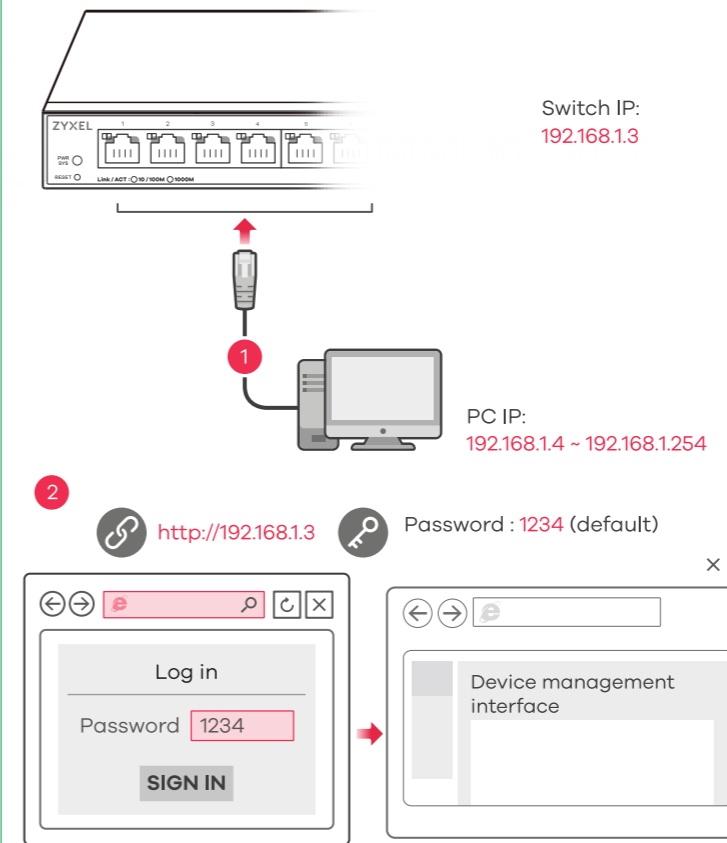 ZYXEL
1 2 3 4 5
PWR
SYS
RESET
Link / ACT : 10 / 100M 1000M
Switch IP:
192.168.1.3
1
PC IP:
192.168.1.4 ~ 192.168.1.254
2
http://192.168.1.3
Password : 1234 (default)
Log in
Password 1234
SIGN IN
Device management
interface